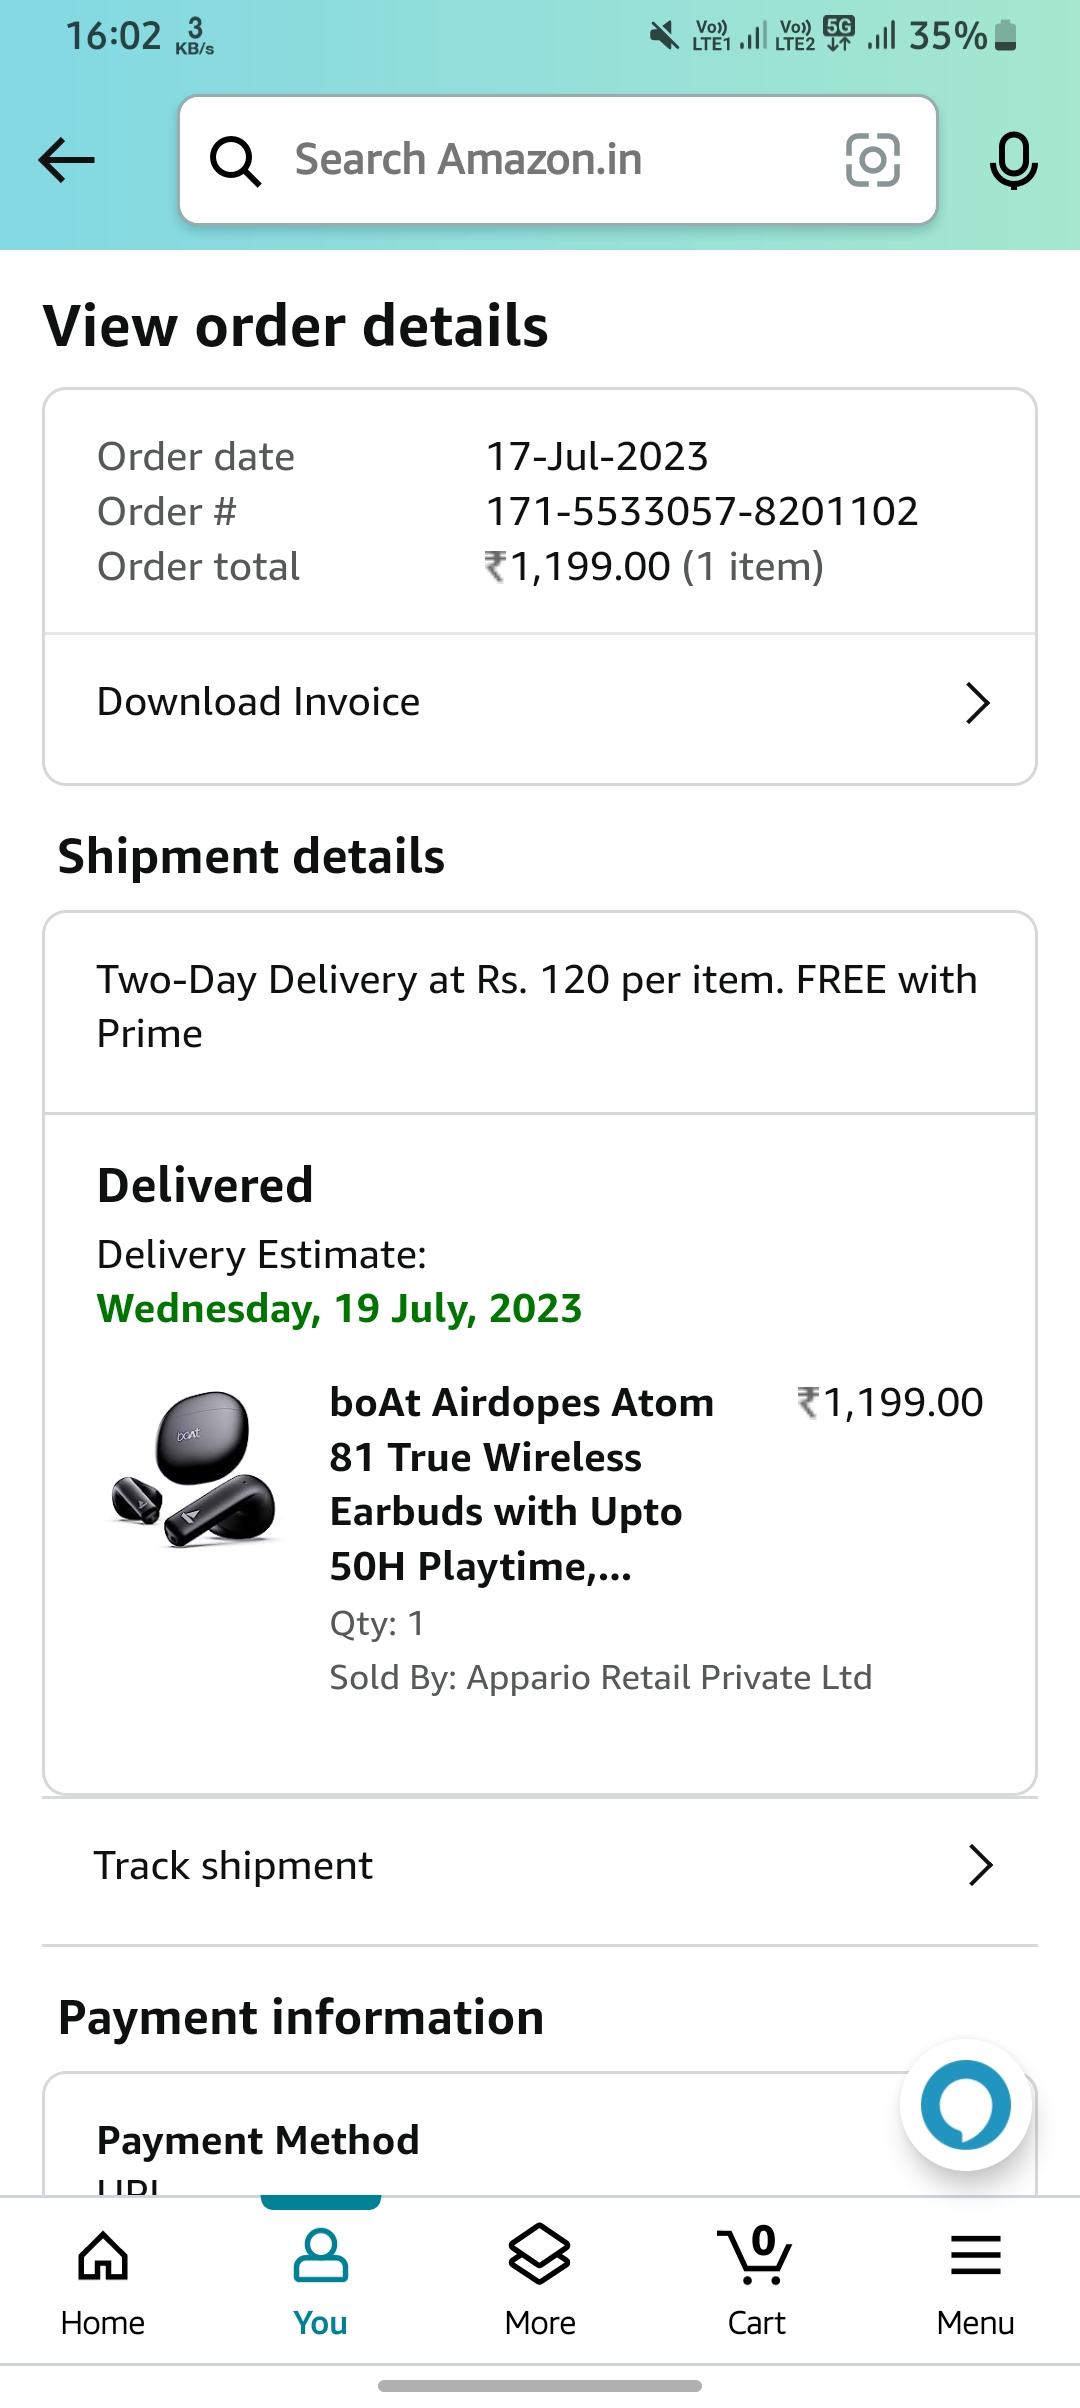 16:02 3 KB/s Vo)) LTE1 Vo)) LTE2 5G 35%
Search Amazon.in
View order details
Order date 17-Jul-2023
Order # 171-5533057-8201102
Order total ₹1,199.00 (1 item)
Download Invoice
Shipment details
Two-Day Delivery at Rs. 120 per item. FREE with
Prime
Delivered
Delivery Estimate:
Wednesday, 19 July, 2023
boAt
boAt Airdopes Atom ₹1,199.00
81 True Wireless
Earbuds with Upto
50H Playtime,...
Qty: 1
Sold By: Appario Retail Private Ltd
Track shipment
Payment information
Payment Method
UPI
0
Home You More Cart Menu